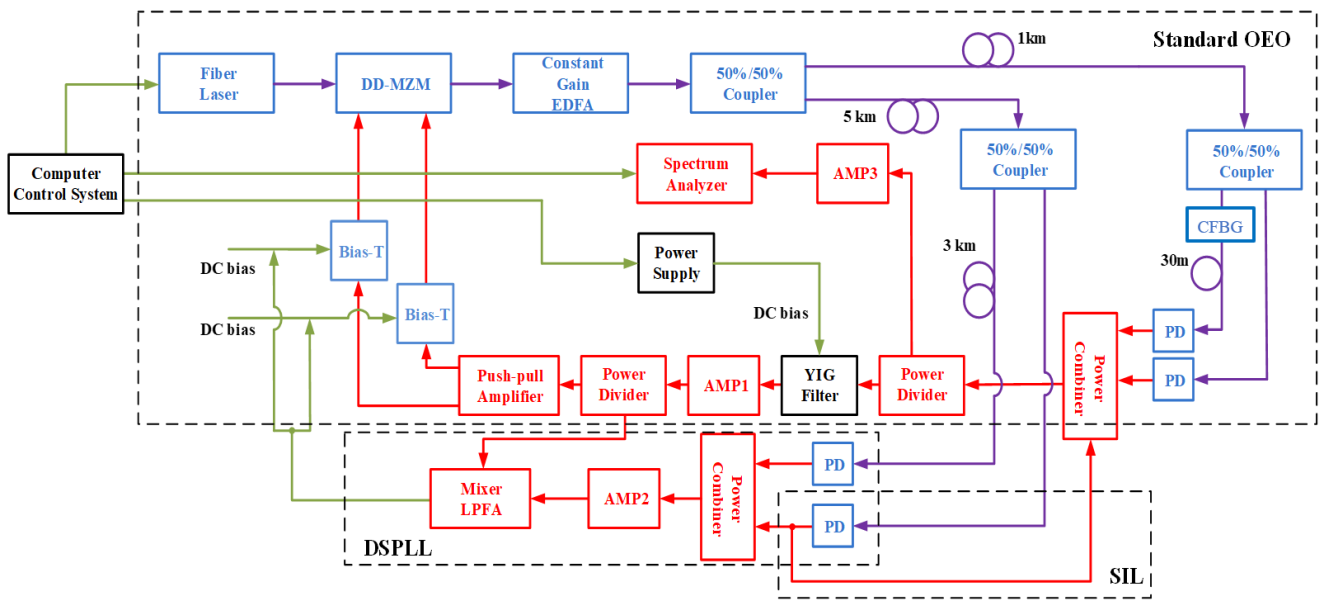 1km
Standard OEO
Fiber
Laser
DD-MZM
Constant
Gain
EDFA
50%/50%
Coupler
5 km
50%/50%
Coupler
50%/50%
Coupler
Computer
Control System
Spectrum
Analyzer
AMP3
CFBG
Bias-T
DC bias
Power
Supply
3 km
30m
Bias-T
DC bias
DC bias
PD
Power
Combiner
PD
Push-pull
Amplifier
Power
Divider
AMP1
YIG
Filter
Power
Divider
Mixer
LPFA
AMP2
Power
Combiner
PD
PD
DSPLL
SIL